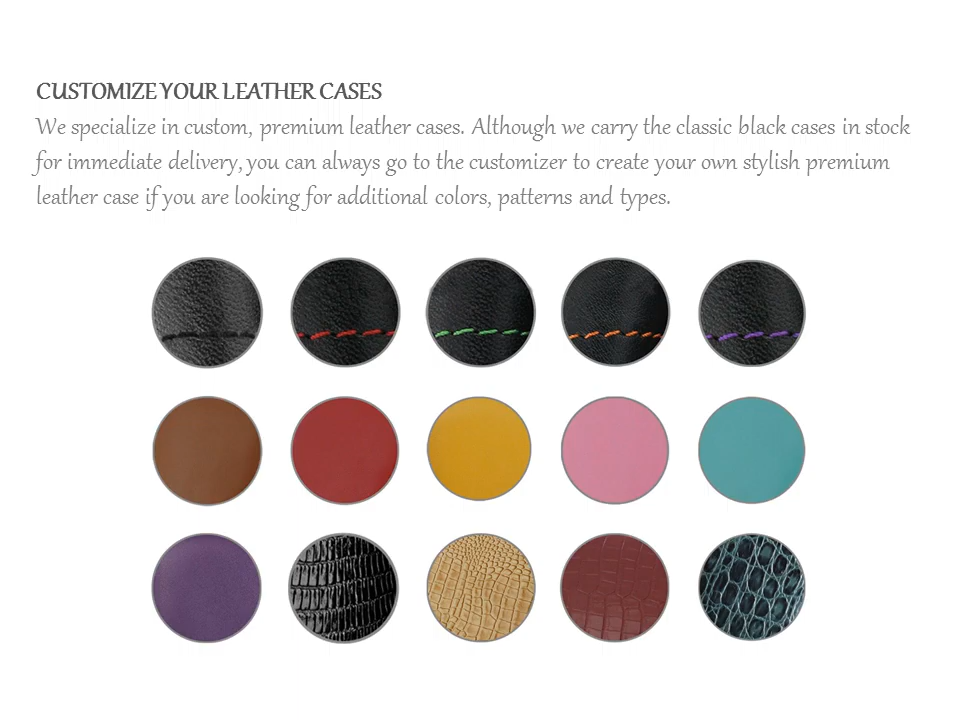 CUSTOMIZE YOUR LEATHER CASES
We specialize in custom, premium leather cases. Although we carry the classic black cases in stock
for immediate delivery, you can always go to the customizer to create your own stylish premium
leather case if you are looking for additional colors, patterns and types.